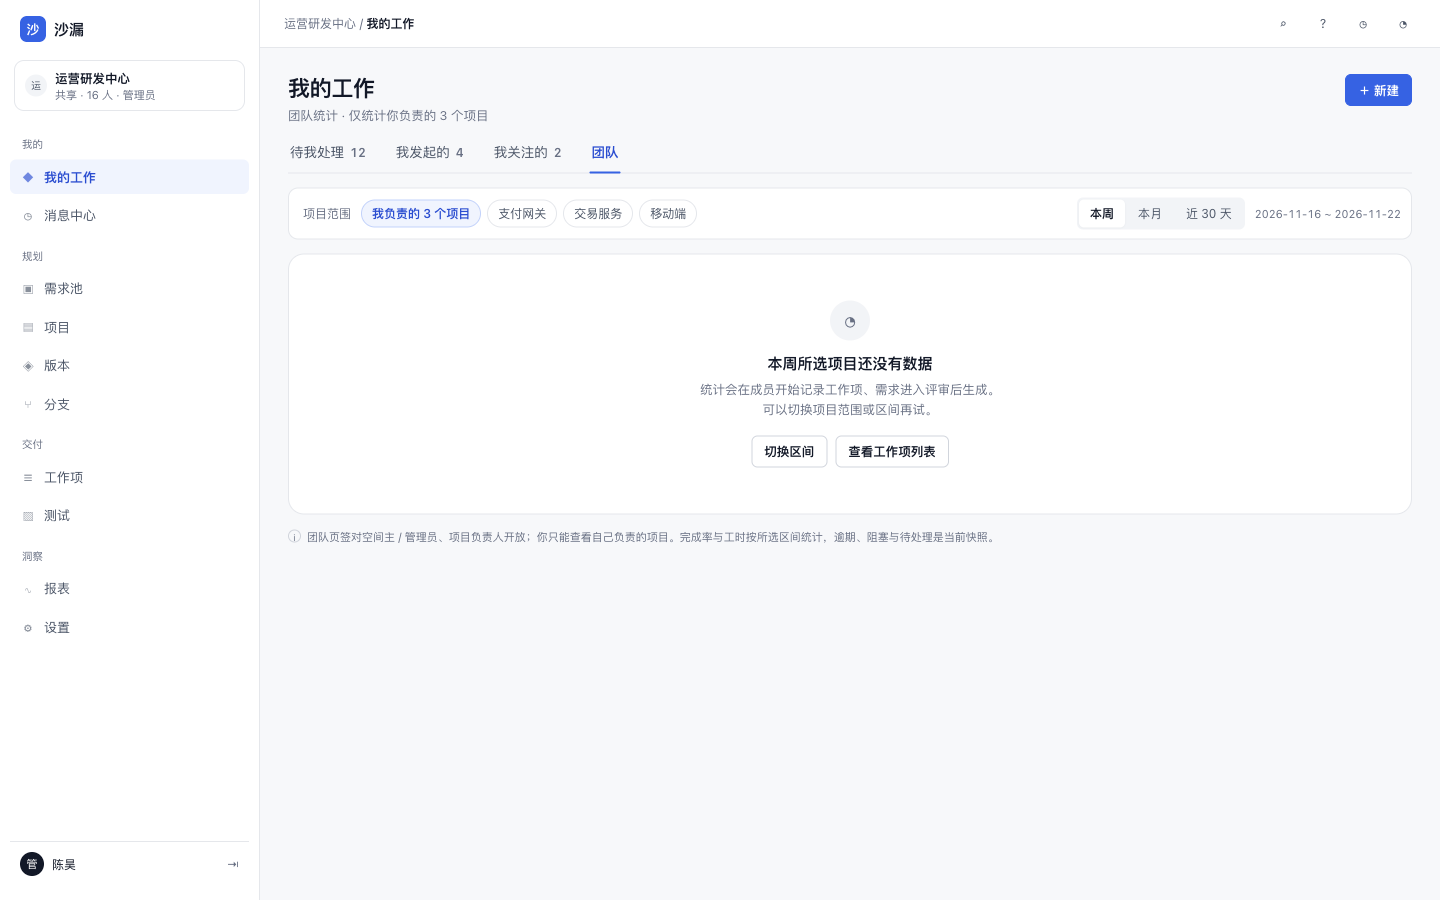 沙 沙漏
运 运营研发中心
共享 · 16 人 · 管理员
我的
我的工作
消息中心
规划
需求池
项目
版本
分支
交付
工作项
测试
洞察
报表
设置
管 陈昊
运营研发中心 / 我的工作
?
我的工作
团队统计 · 仅统计你负责的 3 个项目
+ 新建
待我处理 12 我发起的 4 我关注的 2 团队
项目范围 我负责的 3 个项目 支付网关 交易服务 移动端
本周 本月 近 30 天 2026-11-16 ~ 2026-11-22
本周所选项目还没有数据
统计会在成员开始记录工作项、需求进入评审后生成。
可以切换项目范围或区间再试。
切换区间 查看工作项列表
团队页签对空间主 / 管理员、项目负责人开放；你只能查看自己负责的项目。完成率与工时按所选区间统计，逾期、阻塞与待处理是当前快照。